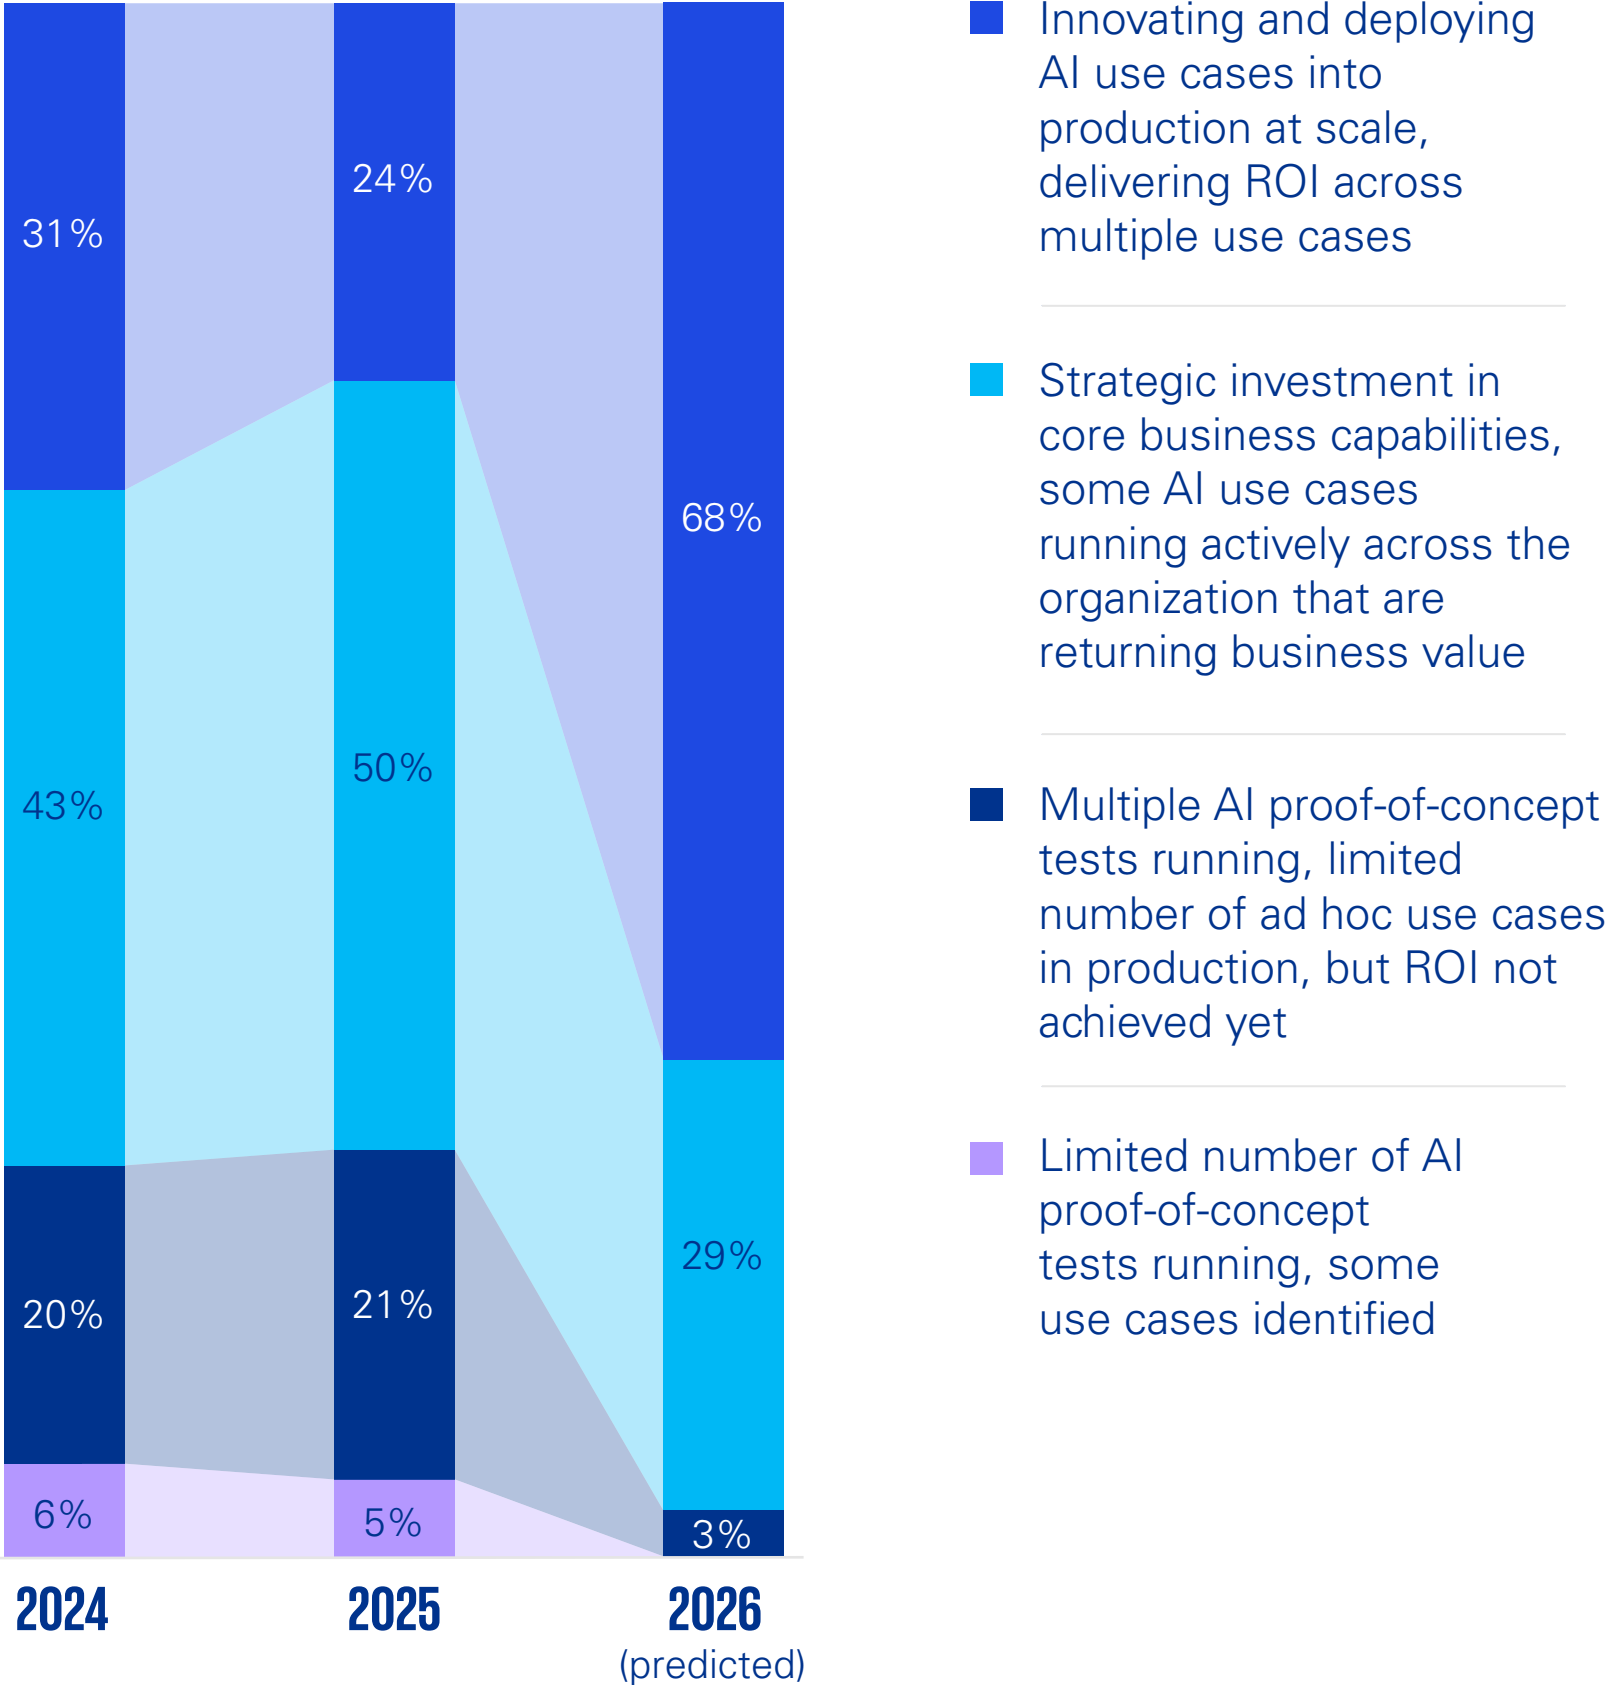 31%
43%
20%
6%
2024
24%
50%
21%
5%
2025
68%
29%
3%
2026
(predicted)
Innovating and deploying
AI use cases into
production at scale,
delivering ROI across
multiple use cases
Strategic investment in
core business capabilities,
some AI use cases
running actively across the
organization that are
returning business value
Multiple AI proof-of-concept
tests running, limited
number of ad hoc use cases
in production, but ROI not
achieved yet
Limited number of AI
proof-of-concept
tests running, some
use cases identified